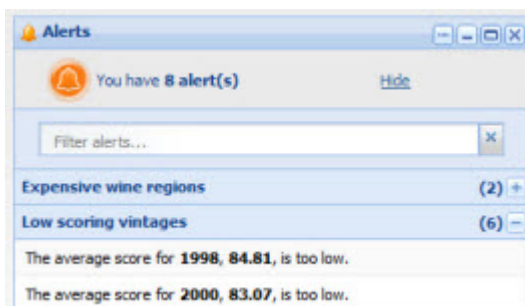 Alerts
You have 8 alert(s) Hide
Filter alerts...
Expensive wine regions (2)
Low scoring vintages (6)
The average score for 1998, 84.81, is too low.
The average score for 2000, 83.07, is too low.